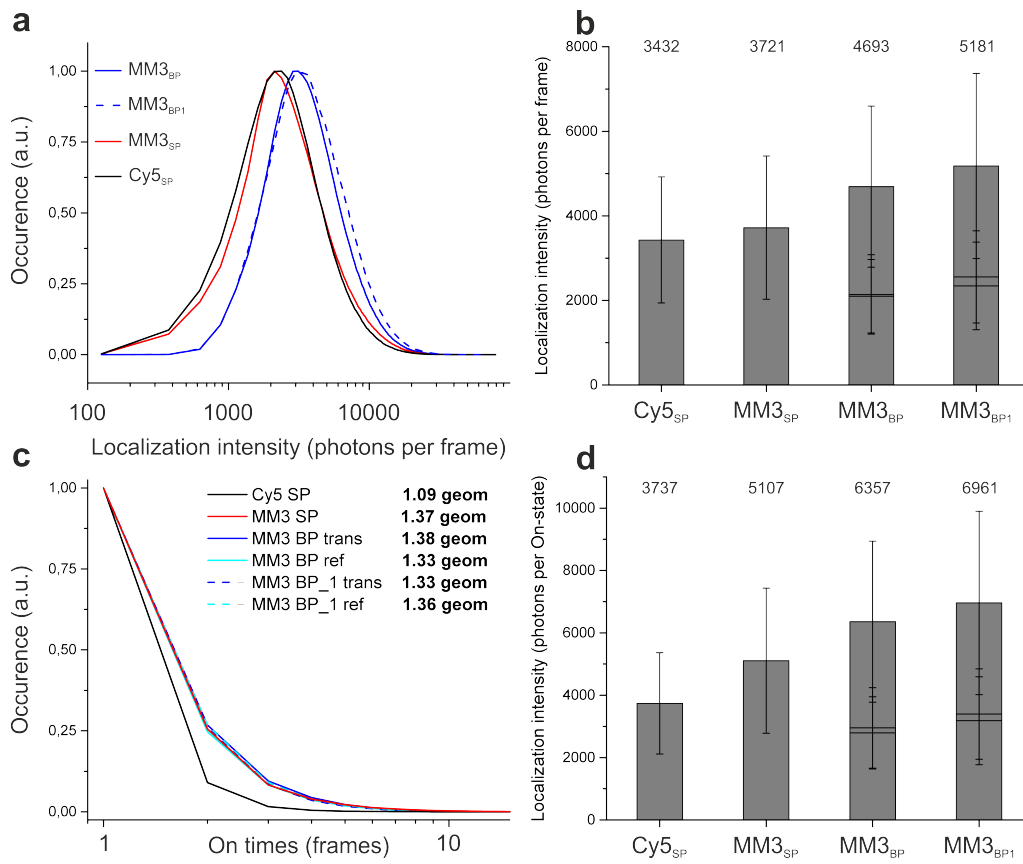 a
1,00
0,75
0,50
0,25
0,00
Occurence (a.u.)
MM3BP
MM3BP1
MM3SP
Cy5SP
100
1000
10000
Localization intensity (photons per frame)
b
3432
3721
4693
5181
8000
6000
4000
2000
0
Localization intensity (photons per frame)
Cy5SP
MM3SP
MM3BP
MM3BP1
c
1,00
0,75
0,50
0,25
0,00
Occurence (a.u.)
Cy5 SP 1.09 geom
MM3 SP 1.37 geom
MM3 BP trans 1.38 geom
MM3 BP ref 1.33 geom
MM3 BP_1 trans 1.33 geom
MM3 BP_1 ref 1.36 geom
1
10
On times (frames)
d
3737
5107
6357
6961
10000
8000
6000
4000
2000
0
Localization intensity (photons per On-state)
Cy5SP
MM3SP
MM3BP
MM3BP1